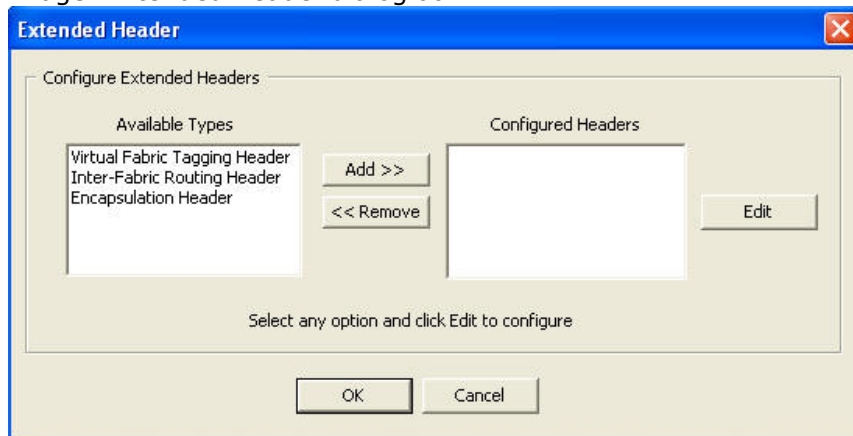 Extended Header
Configure Extended Headers
Available Types
Configured Headers
Virtual Fabric Tagging Header
Inter-Fabric Routing Header
Encapsulation Header
Add >>
<< Remove
Edit
Select any option and click Edit to configure
OK
Cancel